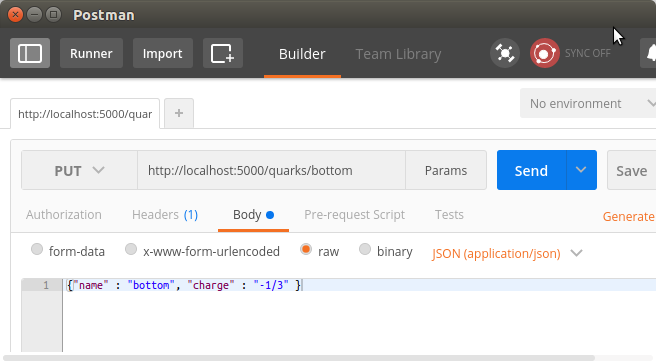 Postman
Runner Import Builder Team Library SYNC OFF
http://localhost:5000/quar + No environment
PUT http://localhost:5000/quarks/bottom Params Send Save
Authorization Headers (1) Body Pre-request Script Tests Generate
form-data x-www-form-urlencoded raw binary JSON (application/json)
1 {"name" : "bottom", "charge" : "-1/3" }